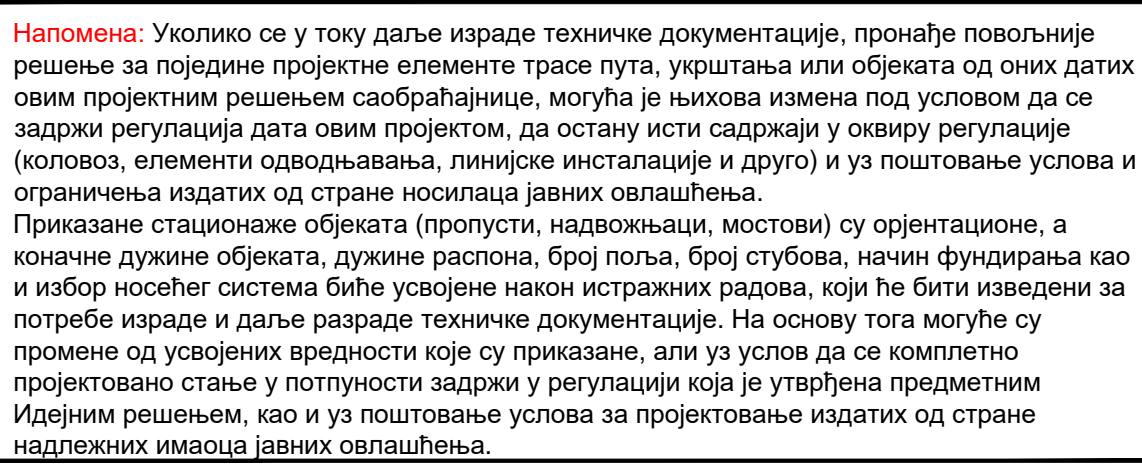 Напомена: Уколико се у току даље израде техничке документације, пронађе повољније
решење за поједине пројектне елементе трасе пута, укрштања или објеката од оних датих
овим пројектним решењем саобраћајнице, могућа је њихова измена под условом да се
задржи регулација дата овим пројектом, да остану исти садржаји у оквиру регулације
(коловоз, елементи одводњавања, линијске инсталације и друго) и уз поштовање услова и
ограничења издатих од стране носилаца јавних овлашћења.
Приказане стационаже објеката (пропусти, надвожњаци, мостови) су орјентационе, а
коначне дужине објеката, дужине распона, број поља, број стубова, начин фундирања као
и избор носећег система биће усвојене након истражних радова, који ће бити изведени за
потребе израде и даље разраде техничке документације. На основу тога могуће су
промене од усвојених вредности које су приказане, али уз услов да се комплетно
пројектовано стање у потпуности задржи у регулацији која је утврђена предметним
Идејним решењем, као и уз поштовање услова за пројектовање издатих од стране
надлежних имаоца јавних овлашћења.